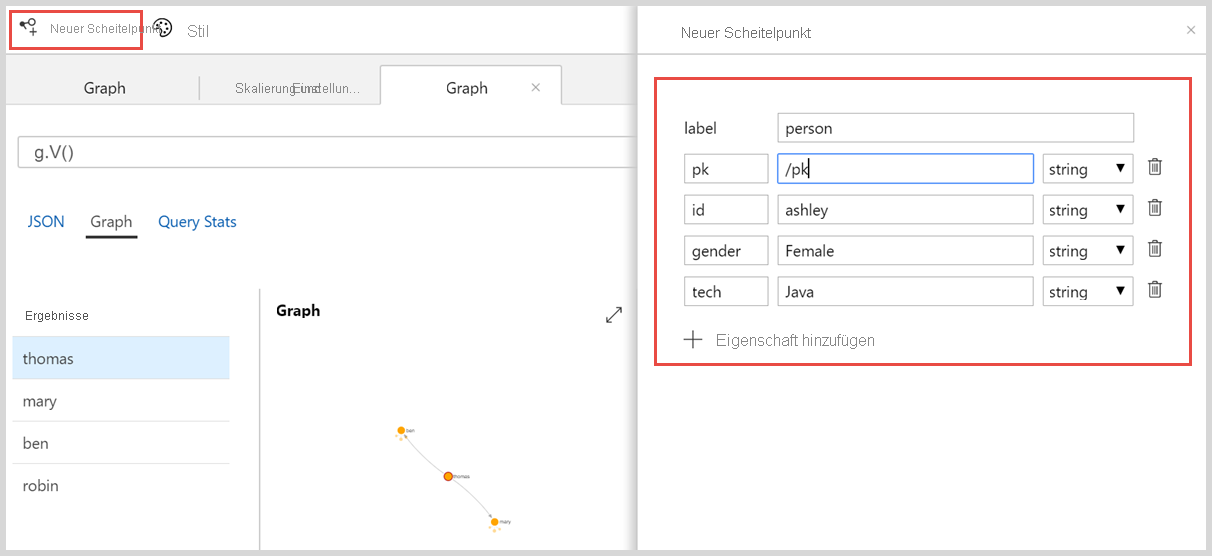 Neuer Scheitelpunkt
Stil
Graph
Skalierung und Einstellun...
Graph
g.V()
JSON
Graph
Query Stats
Ergebnisse
thomas
mary
ben
robin
Graph
ben
thomas
mary
Neuer Scheitelpunkt
label person
pk /pk string
id ashley string
gender Female string
tech Java string
Eigenschaft hinzufügen